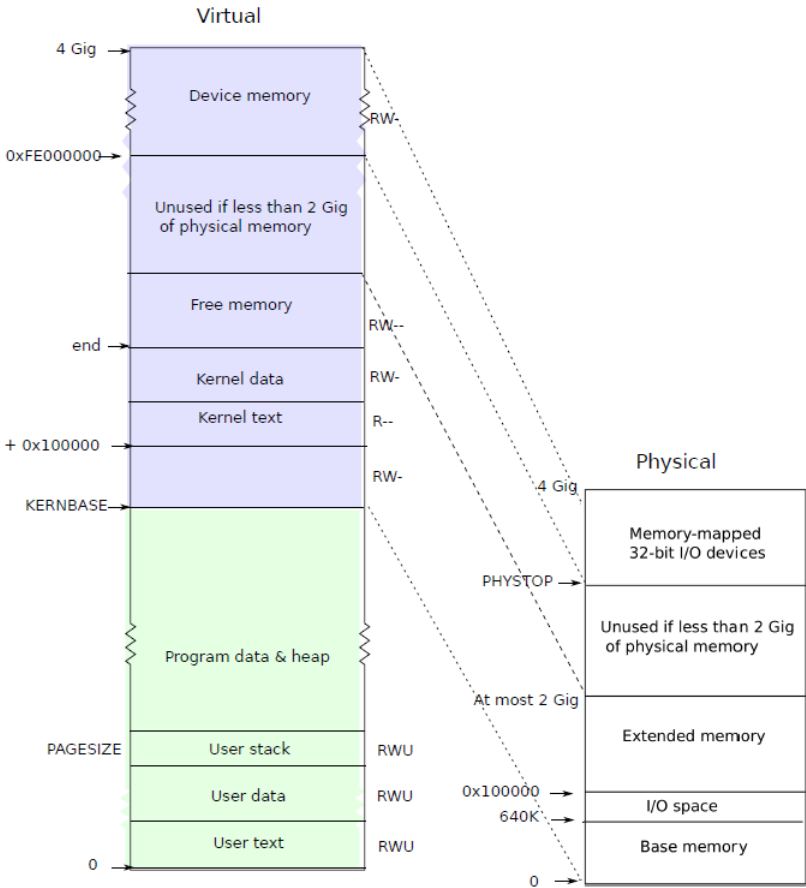 Virtual
4 Gig
Device memory
RW-
0xFE000000
Unused if less than 2 Gig
of physical memory
Free memory
RW--
end
Kernel data
RW-
Kernel text
R--
+ 0x100000
RW-
KERNBASE
Program data & heap
PAGESIZE
User stack
RWU
User data
RWU
User text
RWU
0
Physical
4 Gig
Memory-mapped
32-bit I/O devices
PHYSTOP
Unused if less than 2 Gig
of physical memory
At most 2 Gig
Extended memory
0x100000
I/O space
640K
Base memory
0